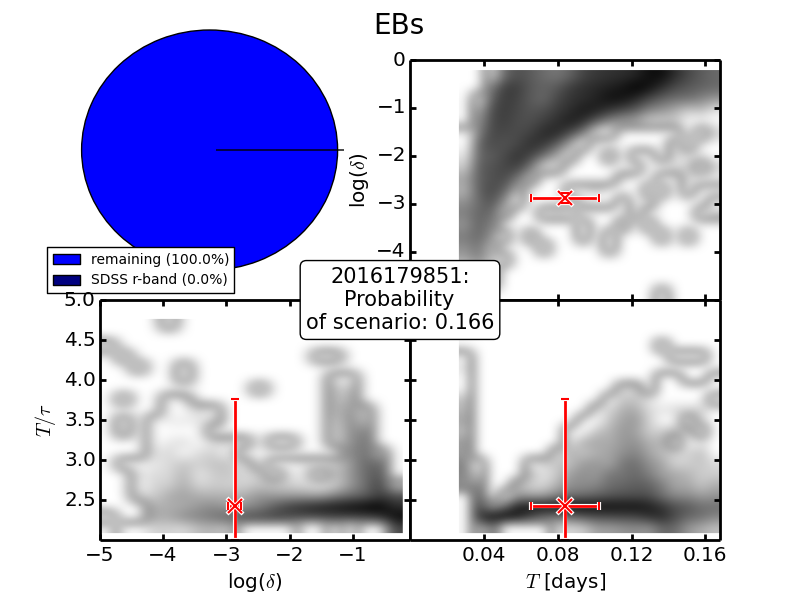 EBs
remaining (100.0%)
SDSS r-band (0.0%)
log(δ)
0
−1
−2
−3
−4
2016179851:
Probability
of scenario: 0.166
T/τ
5.0
4.5
4.0
3.5
3.0
2.5
−5 −4 −3 −2 −1
log(δ)
0.04 0.08 0.12 0.16
T [days]